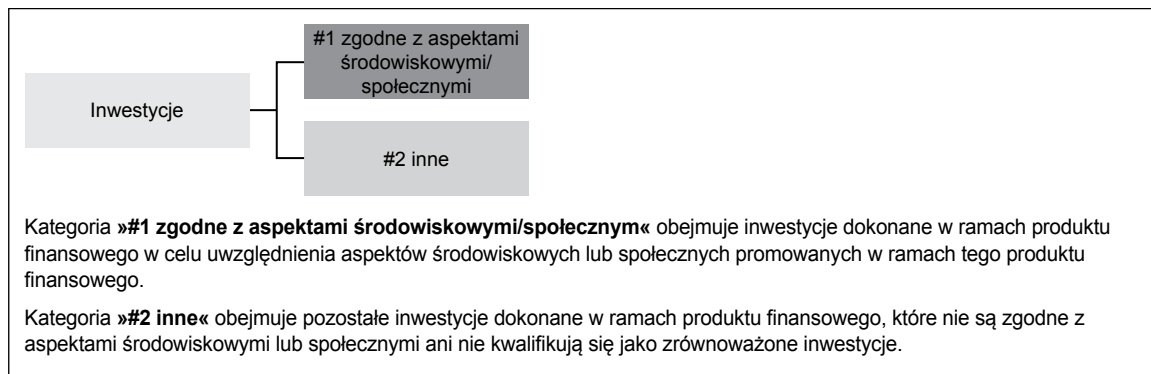 #1 zgodne z aspektami
środowiskowymi/
społecznymi
Inwestycje
#2 inne
Kategoria »#1 zgodne z aspektami środowiskowymi/społecznym« obejmuje inwestycje dokonane w ramach produktu
finansowego w celu uwzględnienia aspektów środowiskowych lub społecznych promowanych w ramach tego produktu
finansowego.
Kategoria »#2 inne« obejmuje pozostałe inwestycje dokonane w ramach produktu finansowego, które nie są zgodne z
aspektami środowiskowymi lub społecznymi ani nie kwalifikują się jako zrównoważone inwestycje.